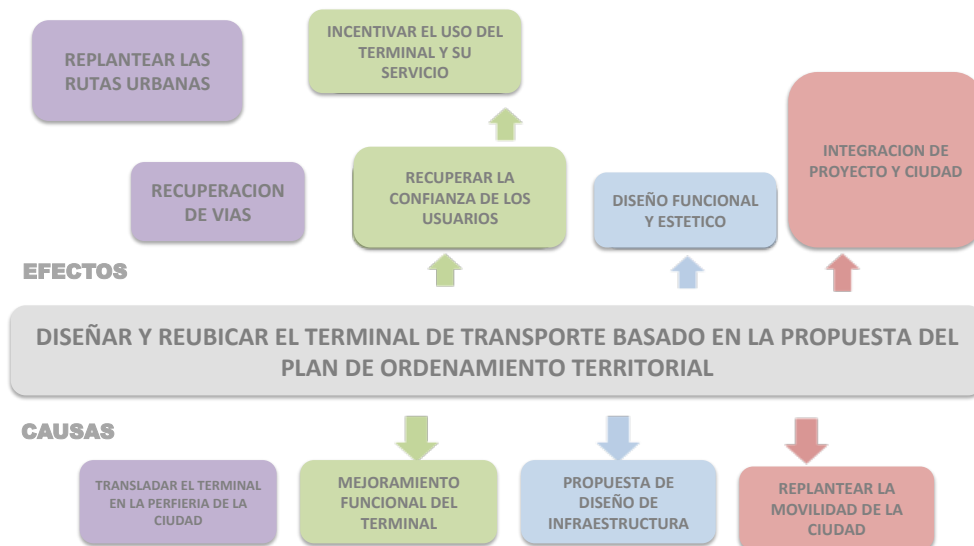 REPLANTEAR LAS
RUTAS URBANAS
INCENTIVAR EL USO DEL
TERMINAL Y SU
SERVICIO
INTEGRACION DE
PROYECTO Y CIUDAD
RECUPERACION
DE VIAS
RECUPERAR LA
CONFIANZA DE LOS
USUARIOS
DISEÑO FUNCIONAL
Y ESTETICO
EFECTOS
DISEÑAR Y REUBICAR EL TERMINAL DE TRANSPORTE BASADO EN LA PROPUESTA DEL
PLAN DE ORDENAMIENTO TERRITORIAL
CAUSAS
TRANSLADAR EL TERMINAL
EN LA PERFIERIA DE LA
CIUDAD
MEJORAMIENTO
FUNCIONAL DEL
TERMINAL
PROPUESTA DE
DISEÑO DE
INFRAESTRUCTURA
REPLANTEAR LA
MOVILIDAD DE LA
CIUDAD